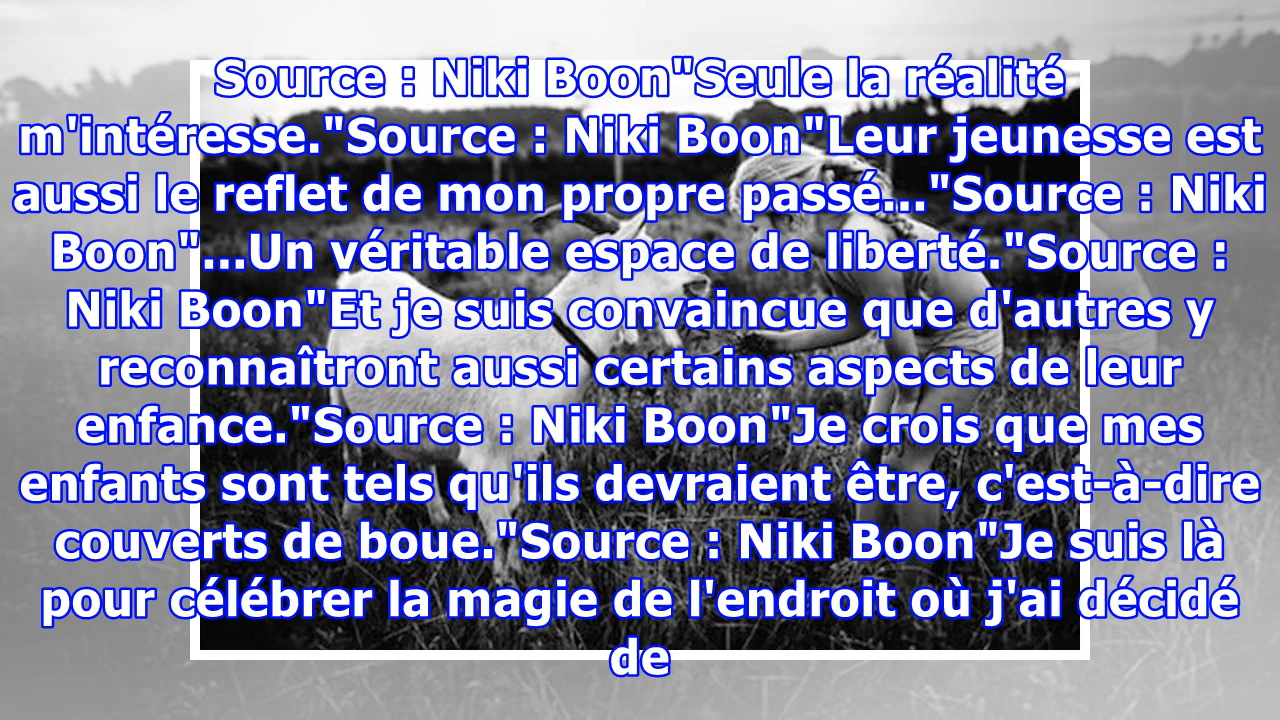 Source : Niki Boon"Seule la réalité
m'intéresse."Source : Niki Boon"Leur jeunesse est
aussi le reflet de mon propre passé..."Source : Niki
Boon"...Un véritable espace de liberté."Source :
Niki Boon"Et je suis convaincue que d'autres y
reconnaîtront aussi certains aspects de leur
enfance."Source : Niki Boon"Je crois que mes
enfants sont tels qu'ils devraient être, c'est-à-dire
couverts de boue."Source : Niki Boon"Je suis là
pour célébrer la magie de l'endroit où j'ai décidé
de